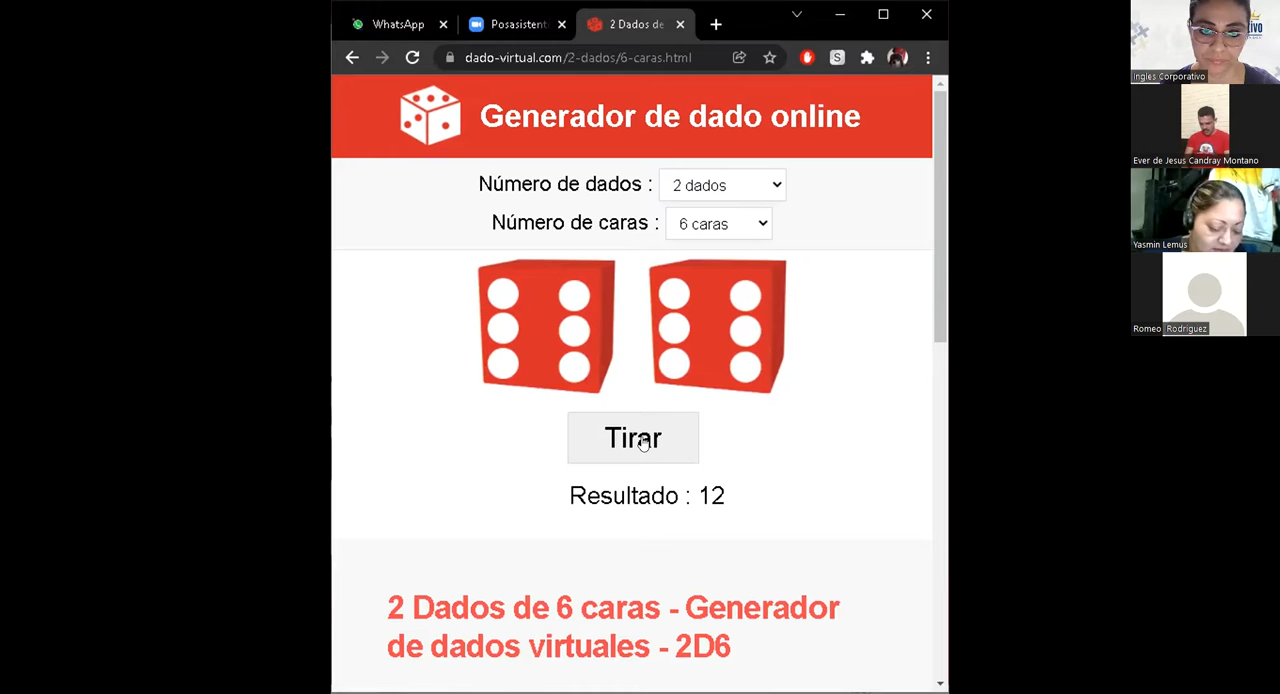 WhatsApp
Posasistent
2 Dados de
dado-virtual.com/2-dados/6-caras.html
S
Generador de dado online
Número de dados : 2 dados
Número de caras : 6 caras
Tirar
Resultado : 12
2 Dados de 6 caras - Generador
de dados virtuales - 2D6
Ingles Corporativo
Ever de Jesus Candray Montano
Yasmin Lemus
Romeo Rodriguez